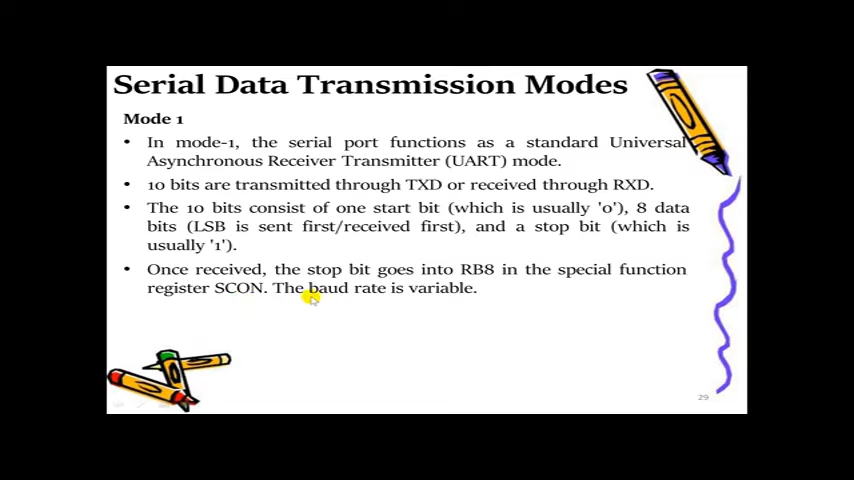 Serial Data Transmission Modes
Mode 1
• In mode-1, the serial port functions as a standard Universal
Asynchronous Receiver Transmitter (UART) mode.
• 10 bits are transmitted through TXD or received through RXD.
• The 10 bits consist of one start bit (which is usually '0'), 8 data
bits (LSB is sent first/received first), and a stop bit (which is
usually '1').
• Once received, the stop bit goes into RB8 in the special function
register SCON. The baud rate is variable.
29